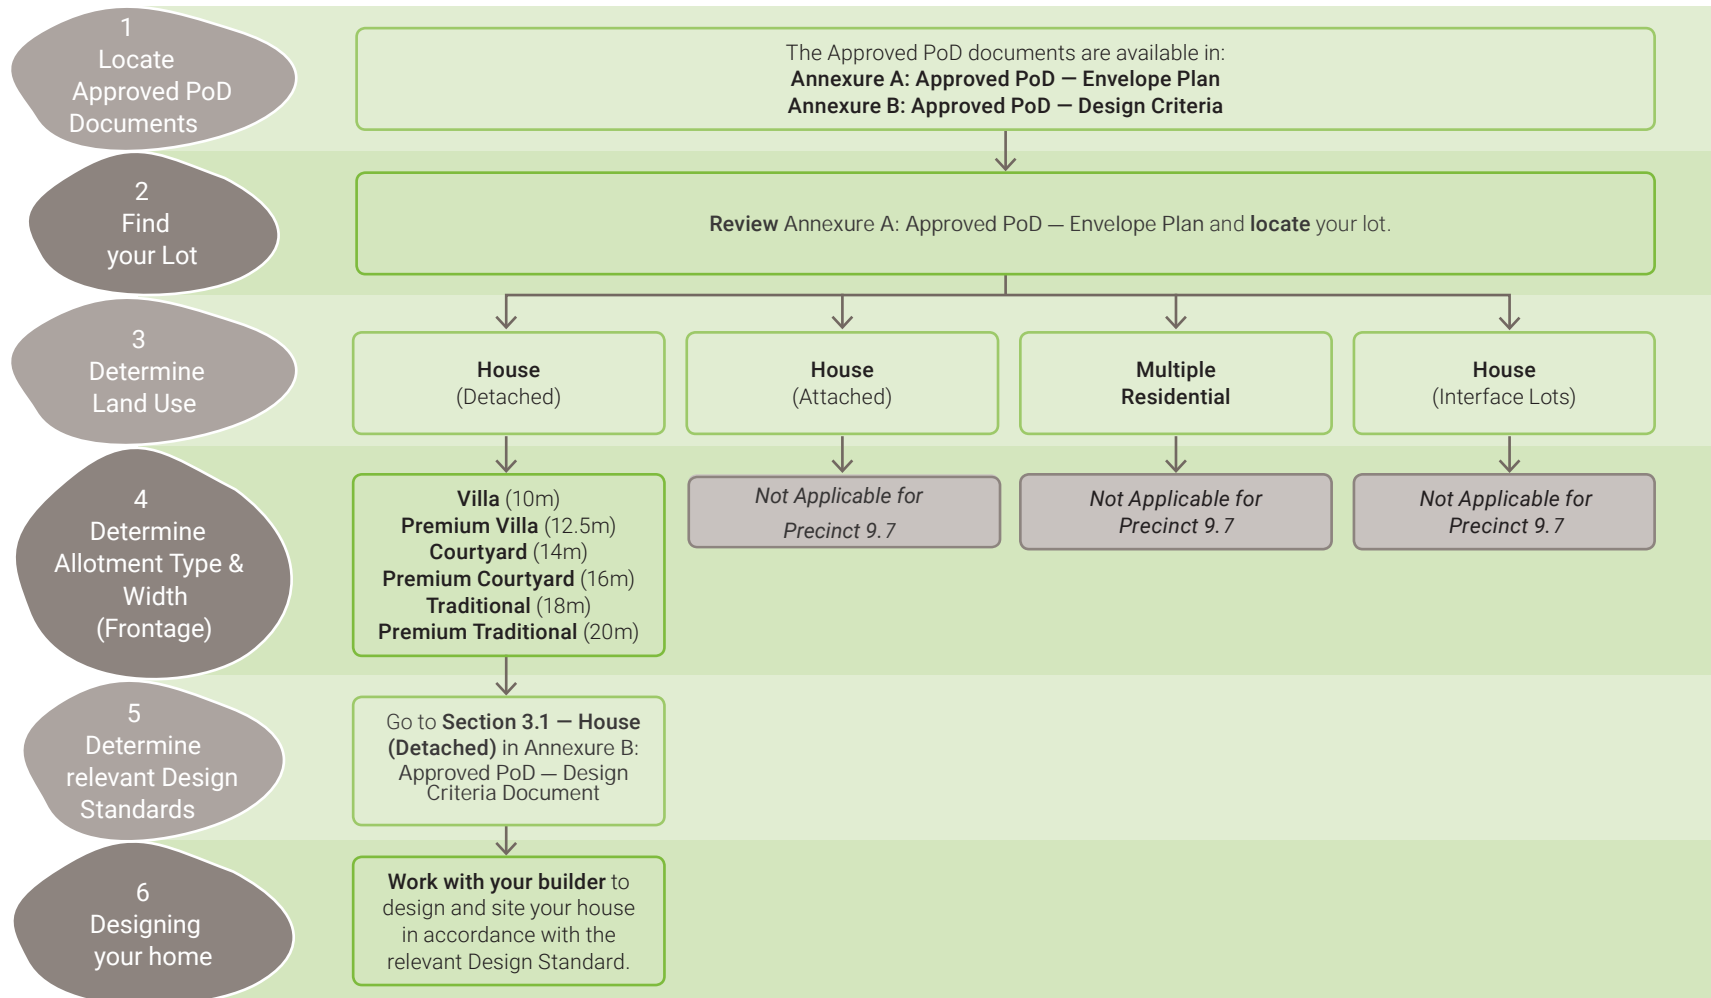 1
Locate
Approved PoD
Documents
The Approved PoD documents are available in:
Annexure A: Approved PoD — Envelope Plan
Annexure B: Approved PoD — Design Criteria
2
Find
your Lot
Review Annexure A: Approved PoD — Envelope Plan and locate your lot.
3
Determine
Land Use
House
(Detached)
House
(Attached)
Multiple
Residential
House
(Interface Lots)
4
Determine
Allotment Type &
Width
(Frontage)
Villa (10m)
Premium Villa (12.5m)
Courtyard (14m)
Premium Courtyard (16m)
Traditional (18m)
Premium Traditional (20m)
Not Applicable for
Precinct 9.7
Not Applicable for
Precinct 9.7
Not Applicable for
Precinct 9.7
5
Determine
relevant Design
Standards
Go to Section 3.1 — House
(Detached) in Annexure B:
Approved PoD — Design
Criteria Document
6
Designing
your home
Work with your builder to
design and site your house
in accordance with the
relevant Design Standard.